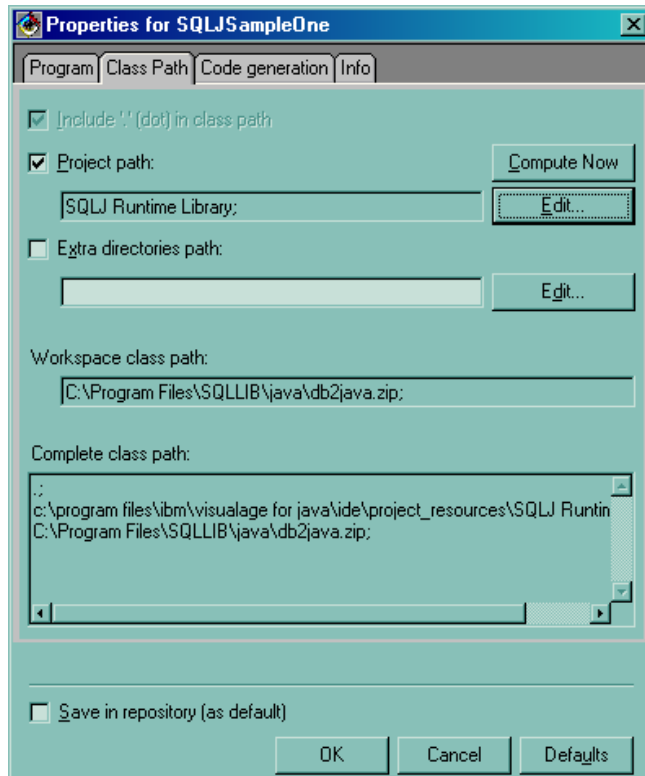 Properties for SQLJSampleOne
Program Class Path Code generation Info
Include '.' (dot) in class path
Project path: Compute Now
SQLJ Runtime Library; Edit...
Extra directories path:
Edit...
Workspace class path:
C:\Program Files\SQLLIB\java\db2java.zip;
Complete class path:
.;
c:\program files\ibm\visualage for java\ide\project_resources\SQLJ Runtin
C:\Program Files\SQLLIB\java\db2java.zip;
Save in repository (as default)
OK Cancel Defaults